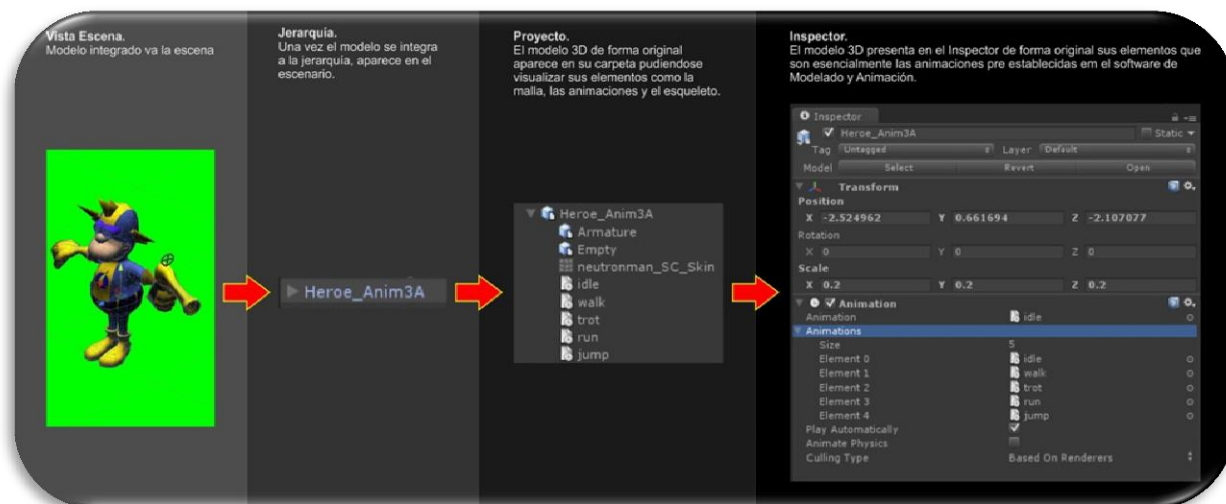 Vista Escena.
Modelo integrado va la escena
Jerarquia.
Una vez el modelo se integra
a la jerarquía, aparece en el
escenario.
Heroe_Anim3A
Proyecto.
El modelo 3D de forma original
aparece en su carpeta pudiendose
visualizar sus elementos como la
malla, las animaciones y el esqueleto.
Heroe_Anim3A
Armature
Empty
neutronman_SC_Skin
idle
walk
trot
run
jump
Inspector.
El modelo 3D presenta en el Inspector de forma original sus elementos que
son esencialmente las animaciones pre establecidas em el software de
Modelado y Animación.
Inspector
Heroe_Anim3A Static
Tag Untagged Layer Default
Model Select Revert Open
Transform
Position
X -2.524962 Y 0.661694 Z -2.107077
Rotation
X 0 Y 0 Z 0
Scale
X 0.2 Y 0.2 Z 0.2
Animation
Animation idle
Animations
Size 5
Element 0 idle
Element 1 walk
Element 2 trot
Element 3 run
Element 4 jump
Play Automatically
Animate Physics
Culling Type Based On Renderers